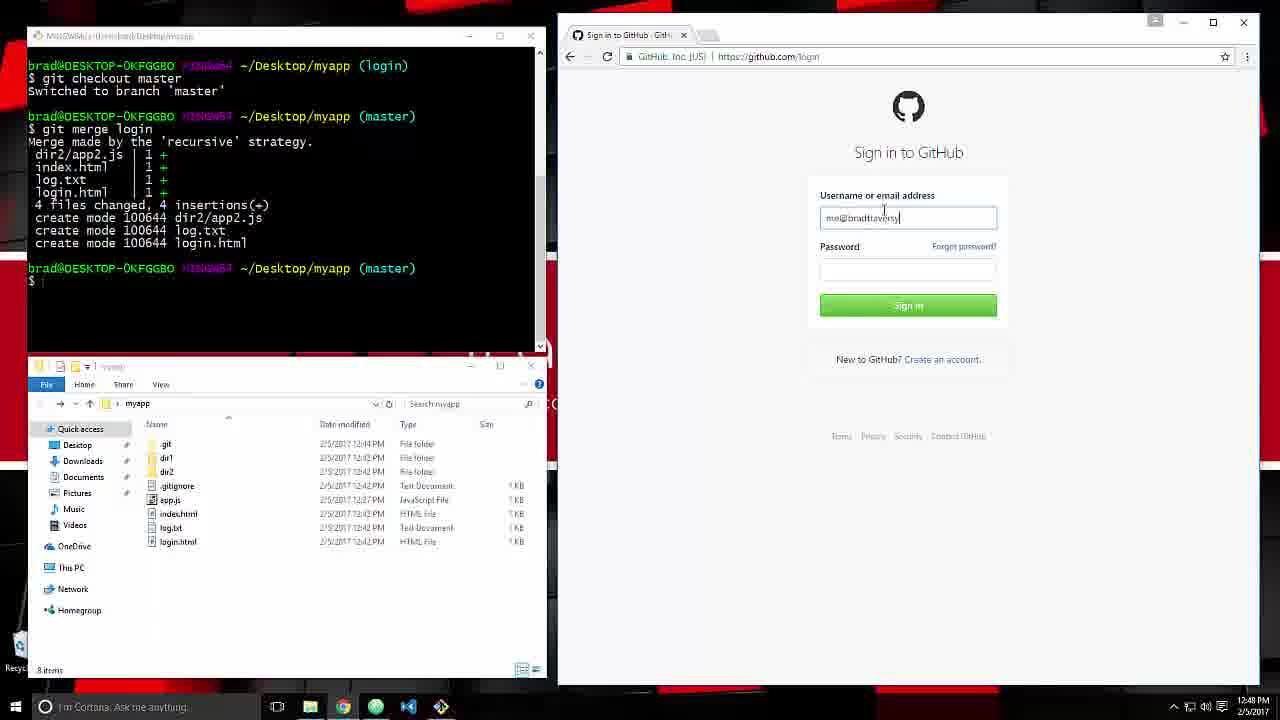 brad@DESKTOP-0KFGGBO MINGW64 ~/Desktop/myapp (login)
$ git checkout master
Switched to branch 'master'
brad@DESKTOP-0KFGGBO MINGW64 ~/Desktop/myapp (master)
$ git merge login
Merge made by the 'recursive' strategy.
dir2/app2.js | 1 +
index.html | 1 +
log.txt | 1 +
login.html | 1 +
4 files changed, 4 insertions(+)
create mode 100644 dir2/app2.js
create mode 100644 log.txt
create mode 100644 login.html
brad@DESKTOP-0KFGGBO MINGW64 ~/Desktop/myapp (master)
$
myapp
File Home Share View
myapp
Search myapp
Name Date modified Type Size
Quick access
Desktop
Downloads
Documents
Pictures
Music
Videos
OneDrive
This PC
Network
Homegroup
.git 2/5/2017 12:44 PM File folder
dir1 2/5/2017 12:43 PM File folder
dir2 2/5/2017 12:42 PM File folder
.gitignore 2/5/2017 12:42 PM Text Document 1 KB
app.js 2/5/2017 12:27 PM JavaScript File 1 KB
index.html 2/5/2017 12:43 PM HTML File 1 KB
log.txt 2/5/2017 12:42 PM Text Document 1 KB
login.html 2/5/2017 12:42 PM HTML File 1 KB
8 items
Sign in to GitHub · GitH
GitHub, Inc. [US] https://github.com/login
Sign in to GitHub
Username or email address
me@bradtraversy
Password Forgot password?
Sign in
New to GitHub? Create an account.
Terms Privacy Security Contact GitHub
I'm Cortana. Ask me anything.
12:48 PM
2/5/2017